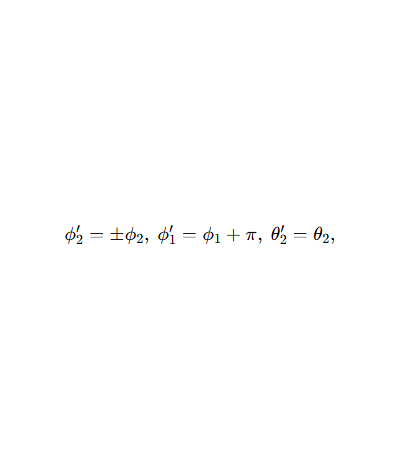 ϕ′₂ = ±ϕ₂, ϕ′₁ = ϕ₁ + π, θ′₂ = θ₂,